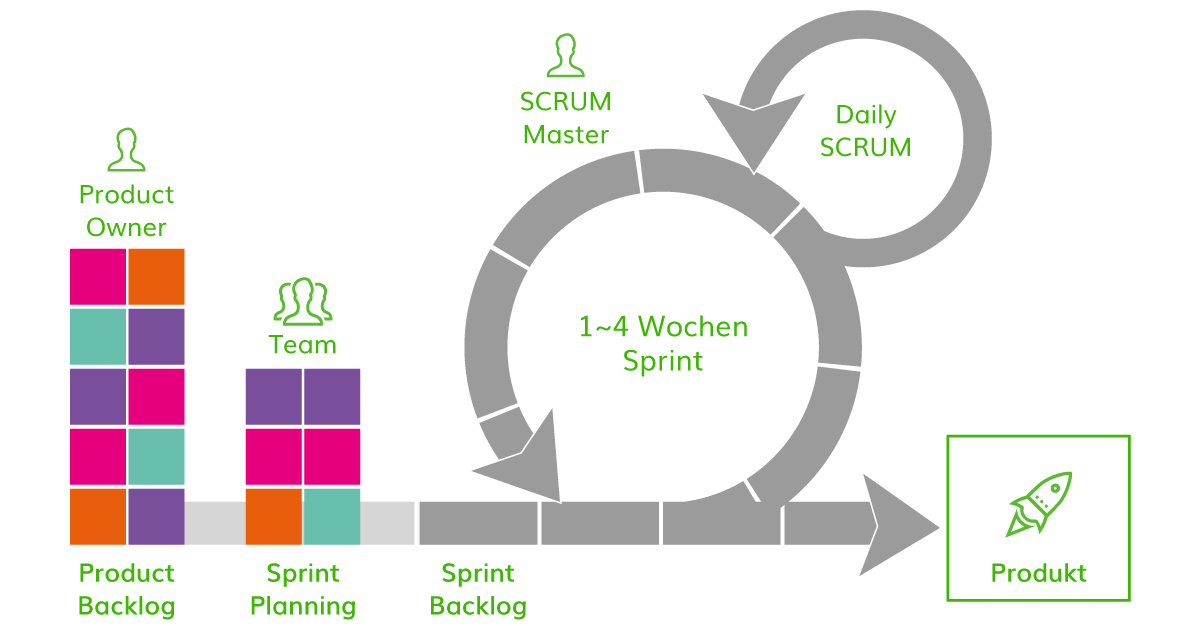 SCRUM
Master
Daily
SCRUM
Product
Owner
Team
1~4 Wochen
Sprint
Produkt
Product
Backlog
Sprint
Planning
Sprint
Backlog